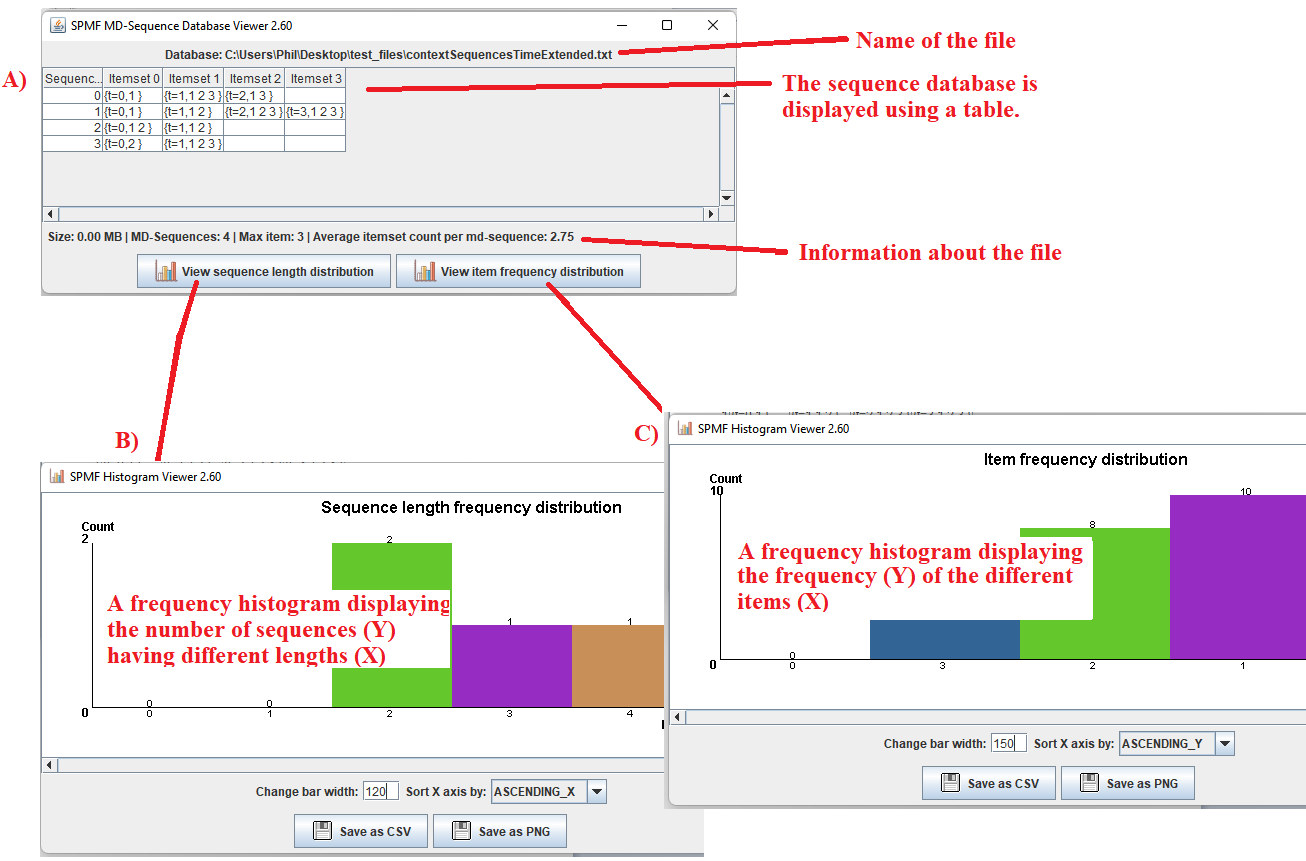 SPMF MD-Sequence Database Viewer 2.60
Database: C:\Users\Phil\Desktop\test_files\contextSequencesTimeExtended.txt
Name of the file
A)
Sequenc... Itemset 0 Itemset 1 Itemset 2 Itemset 3
0 {t=0,1 } {t=1,1 2 3 } {t=2,1 3 }
1 {t=0,1 } {t=1,1 2 } {t=2,1 2 3 } {t=3,1 2 3 }
2 {t=0,1 2 } {t=1,1 2 }
3 {t=0,2 } {t=1,1 2 3 }
The sequence database is
displayed using a table.
Size: 0.00 MB | MD-Sequences: 4 | Max item: 3 | Average itemset count per md-sequence: 2.75
Information about the file
View sequence length distribution
View item frequency distribution
B)
SPMF Histogram Viewer 2.60
Sequence length frequency distribution
Count
2
2
A frequency histogram displaying
the number of sequences (Y)
having different lengths (X)
0 0 1 1
0
0 1 2 3 4
Change bar width: 120 Sort X axis by: ASCENDING_X
Save as CSV Save as PNG
C)
SPMF Histogram Viewer 2.60
Item frequency distribution
Count
10
10
8
A frequency histogram displaying
the frequency (Y) of the different
items (X)
0
0
0 3 2 1
Change bar width: 150 Sort X axis by: ASCENDING_Y
Save as CSV Save as PNG